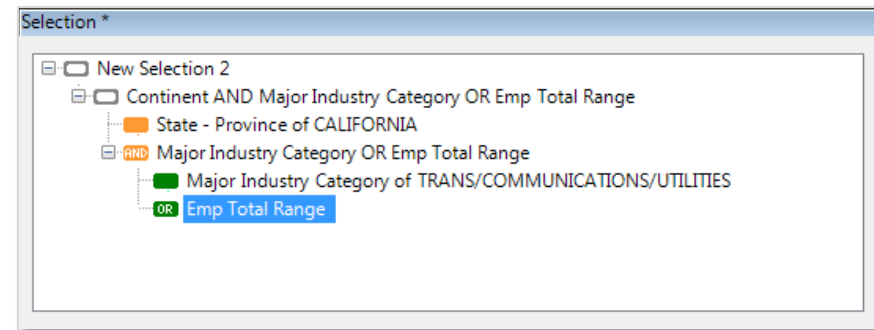 Selection *
New Selection 2
Continent AND Major Industry Category OR Emp Total Range
State - Province of CALIFORNIA
AND Major Industry Category OR Emp Total Range
Major Industry Category of TRANS/COMMUNICATIONS/UTILITIES
OR Emp Total Range